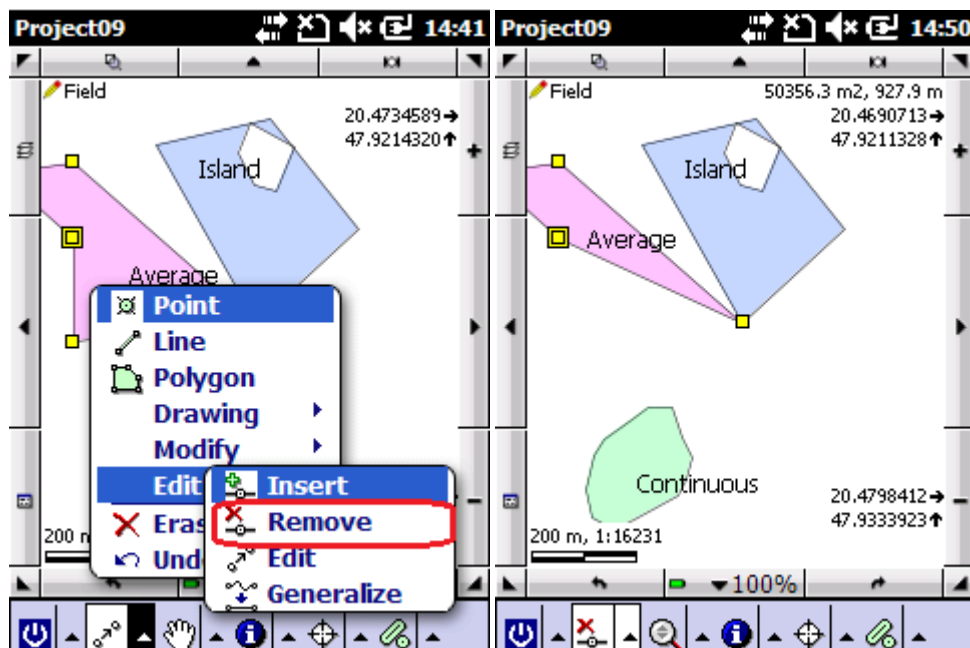 Project09 14:41
Field
20.4734589
47.9214320
Island
+
Average
Point
Line
Polygon
Drawing
Modify
Edit Insert
Remove
Edit
Generalize
200 m
-
Project09 14:50
Field 50356.3 m2, 927.9 m
20.4690713
47.9211328
Island
+
Average
Continuous
20.4798412
47.9333923
-
200 m, 1:16231
100%